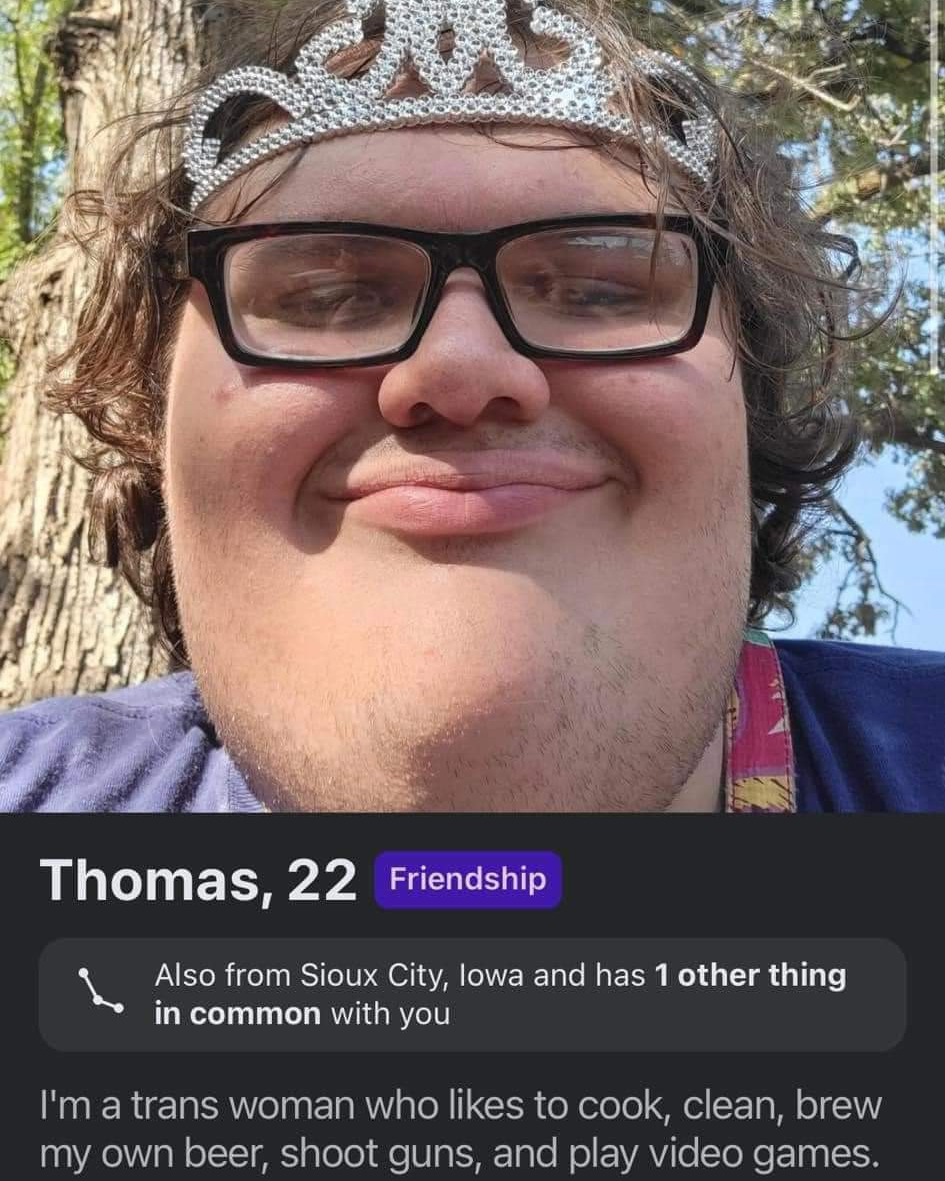 Thomas, 22 Friendship
Also from Sioux City, Iowa and has 1 other thing
in common with you
I'm a trans woman who likes to cook, clean, brew
my own beer, shoot guns, and play video games.